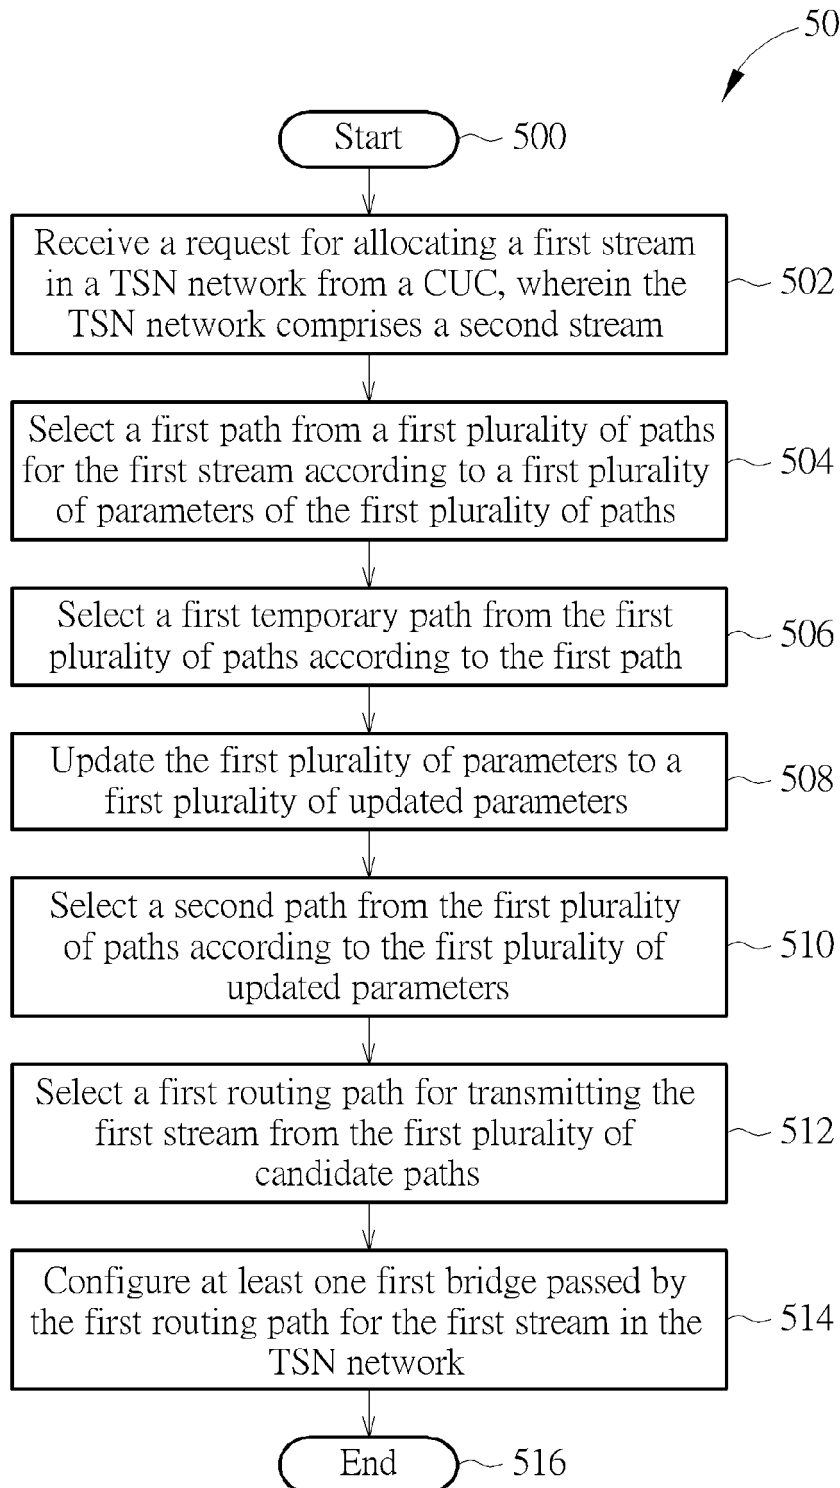 50
Start
500
Receive a request for allocating a first stream
in a TSN network from a CUC, wherein the
TSN network comprises a second stream
502
Select a first path from a first plurality of paths
for the first stream according to a first plurality
of parameters of the first plurality of paths
504
Select a first temporary path from the first
plurality of paths according to the first path
506
Update the first plurality of parameters to a
first plurality of updated parameters
508
Select a second path from the first plurality
of paths according to the first plurality of
updated parameters
510
Select a first routing path for transmitting the
first stream from the first plurality of
candidate paths
512
Configure at least one first bridge passed by
the first routing path for the first stream in the
TSN network
514
End
516